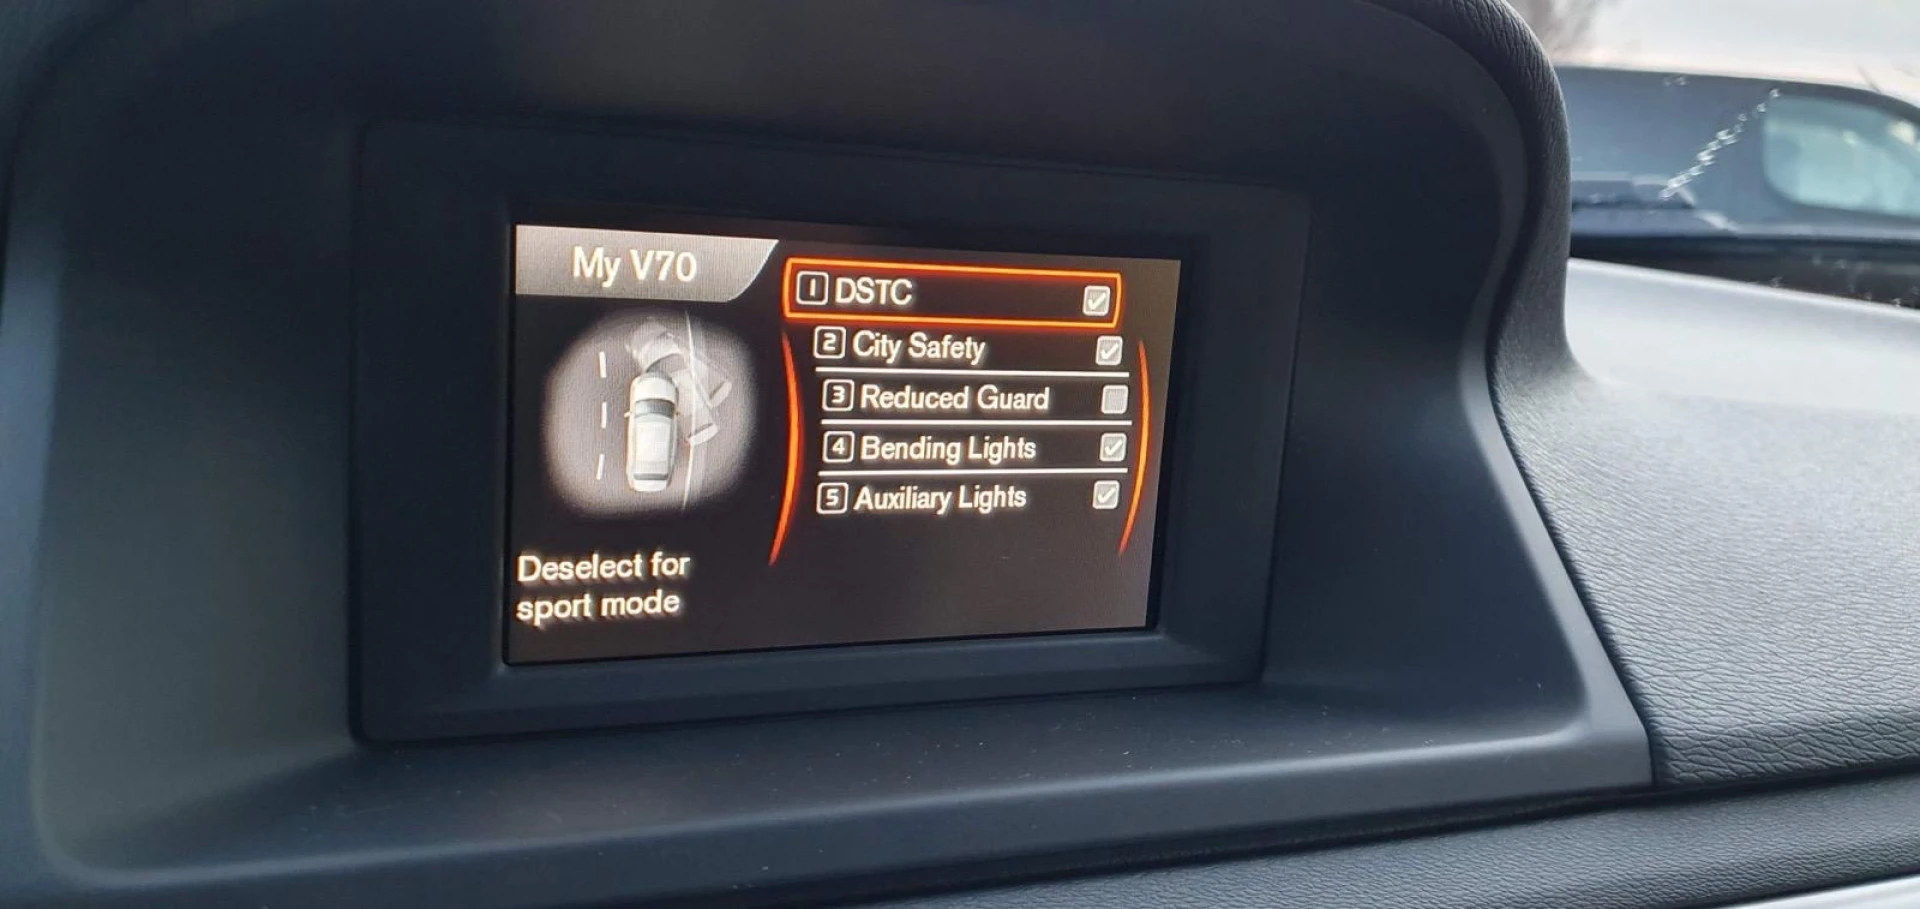 My V70
1 DSTC
2 City Safety
3 Reduced Guard
4 Bending Lights
5 Auxiliary Lights
Deselect for
sport mode